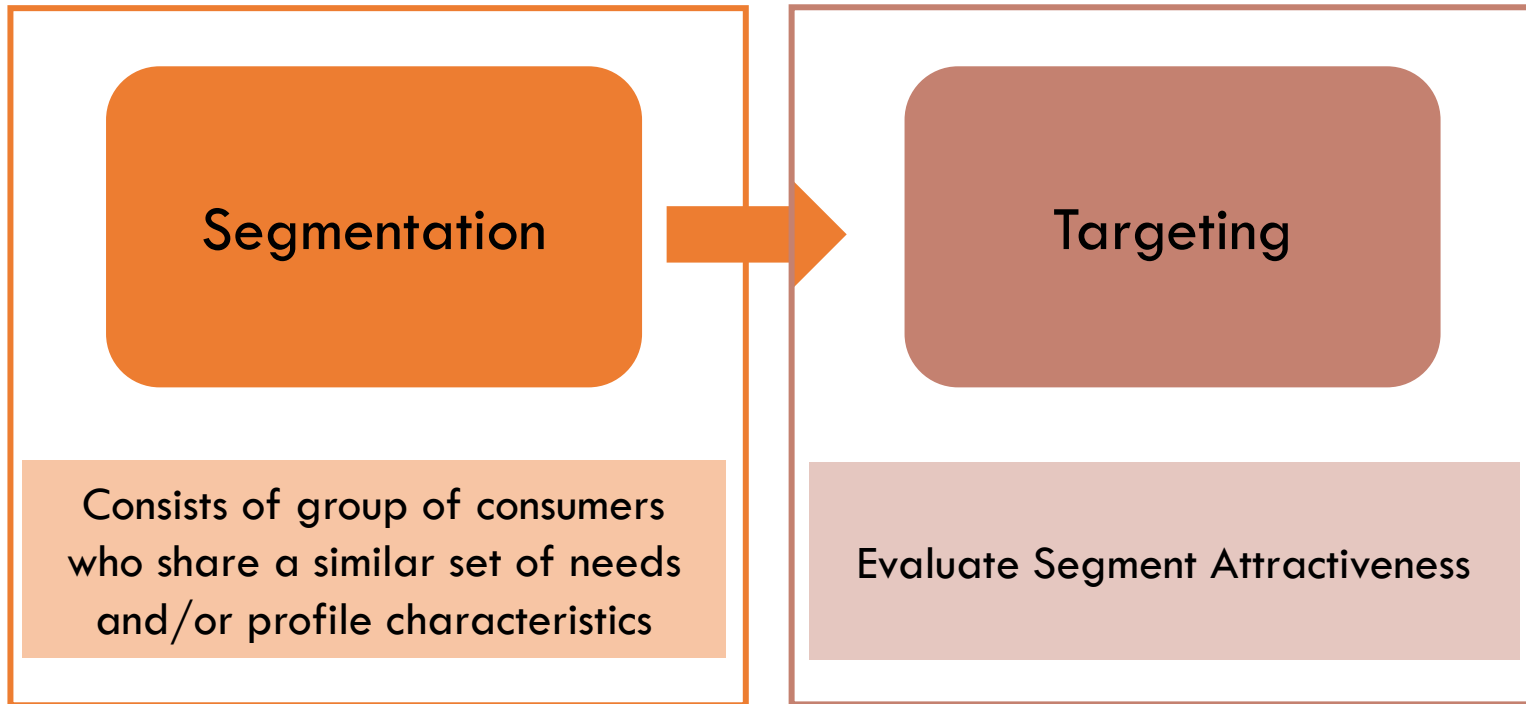 Segmentation
Targeting
Consists of group of consumers
who share a similar set of needs
and/or profile characteristics
Evaluate Segment Attractiveness